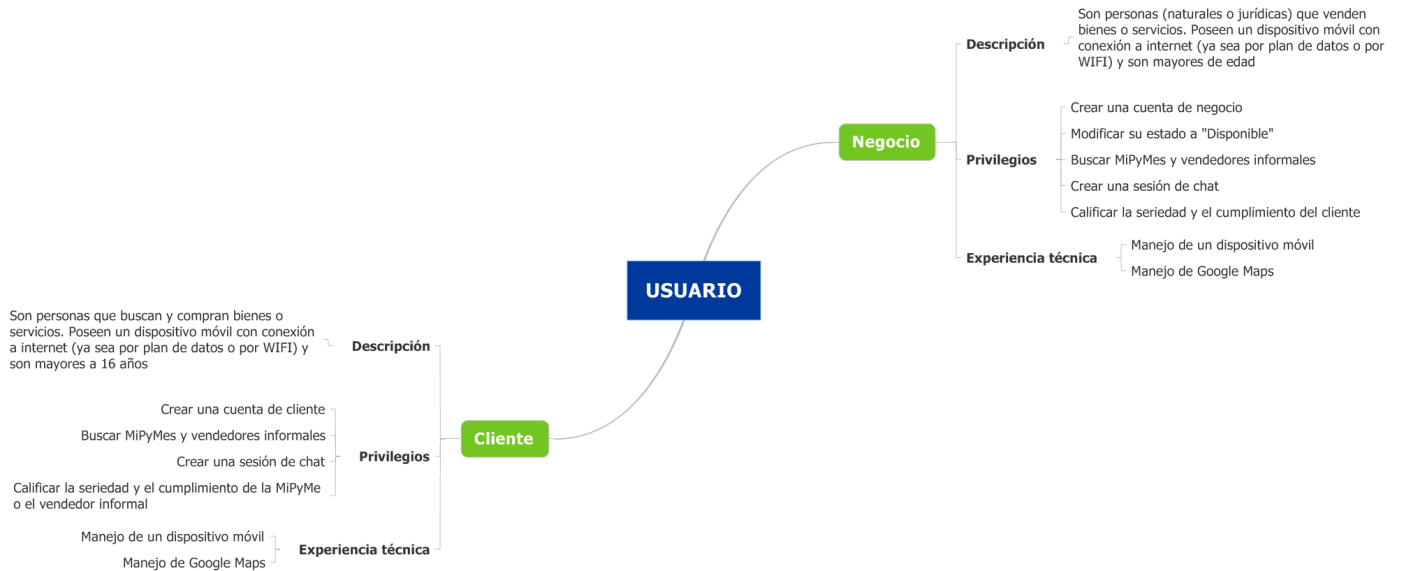 USUARIO
Negocio
Descripción
Son personas (naturales o jurídicas) que venden
bienes o servicios. Poseen un dispositivo móvil con
conexión a internet (ya sea por plan de datos o por
WIFI) y son mayores de edad
Privilegios
Crear una cuenta de negocio
Modificar su estado a "Disponible"
Buscar MiPyMes y vendedores informales
Crear una sesión de chat
Calificar la seriedad y el cumplimiento del cliente
Experiencia técnica
Manejo de un dispositivo móvil
Manejo de Google Maps
Cliente
Descripción
Son personas que buscan y compran bienes o
servicios. Poseen un dispositivo móvil con conexión
a internet (ya sea por plan de datos o por WIFI) y
son mayores a 16 años
Privilegios
Crear una cuenta de cliente
Buscar MiPyMes y vendedores informales
Crear una sesión de chat
Calificar la seriedad y el cumplimiento de la MiPyMe
o el vendedor informal
Experiencia técnica
Manejo de un dispositivo móvil
Manejo de Google Maps